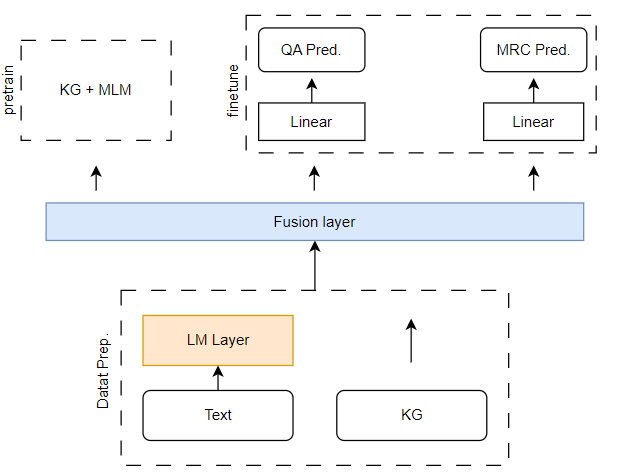 pretrain
KG + MLM
finetune
QA Pred.
MRC Pred.
Linear
Linear
Fusion layer
Datat Prep.
LM Layer
Text
KG